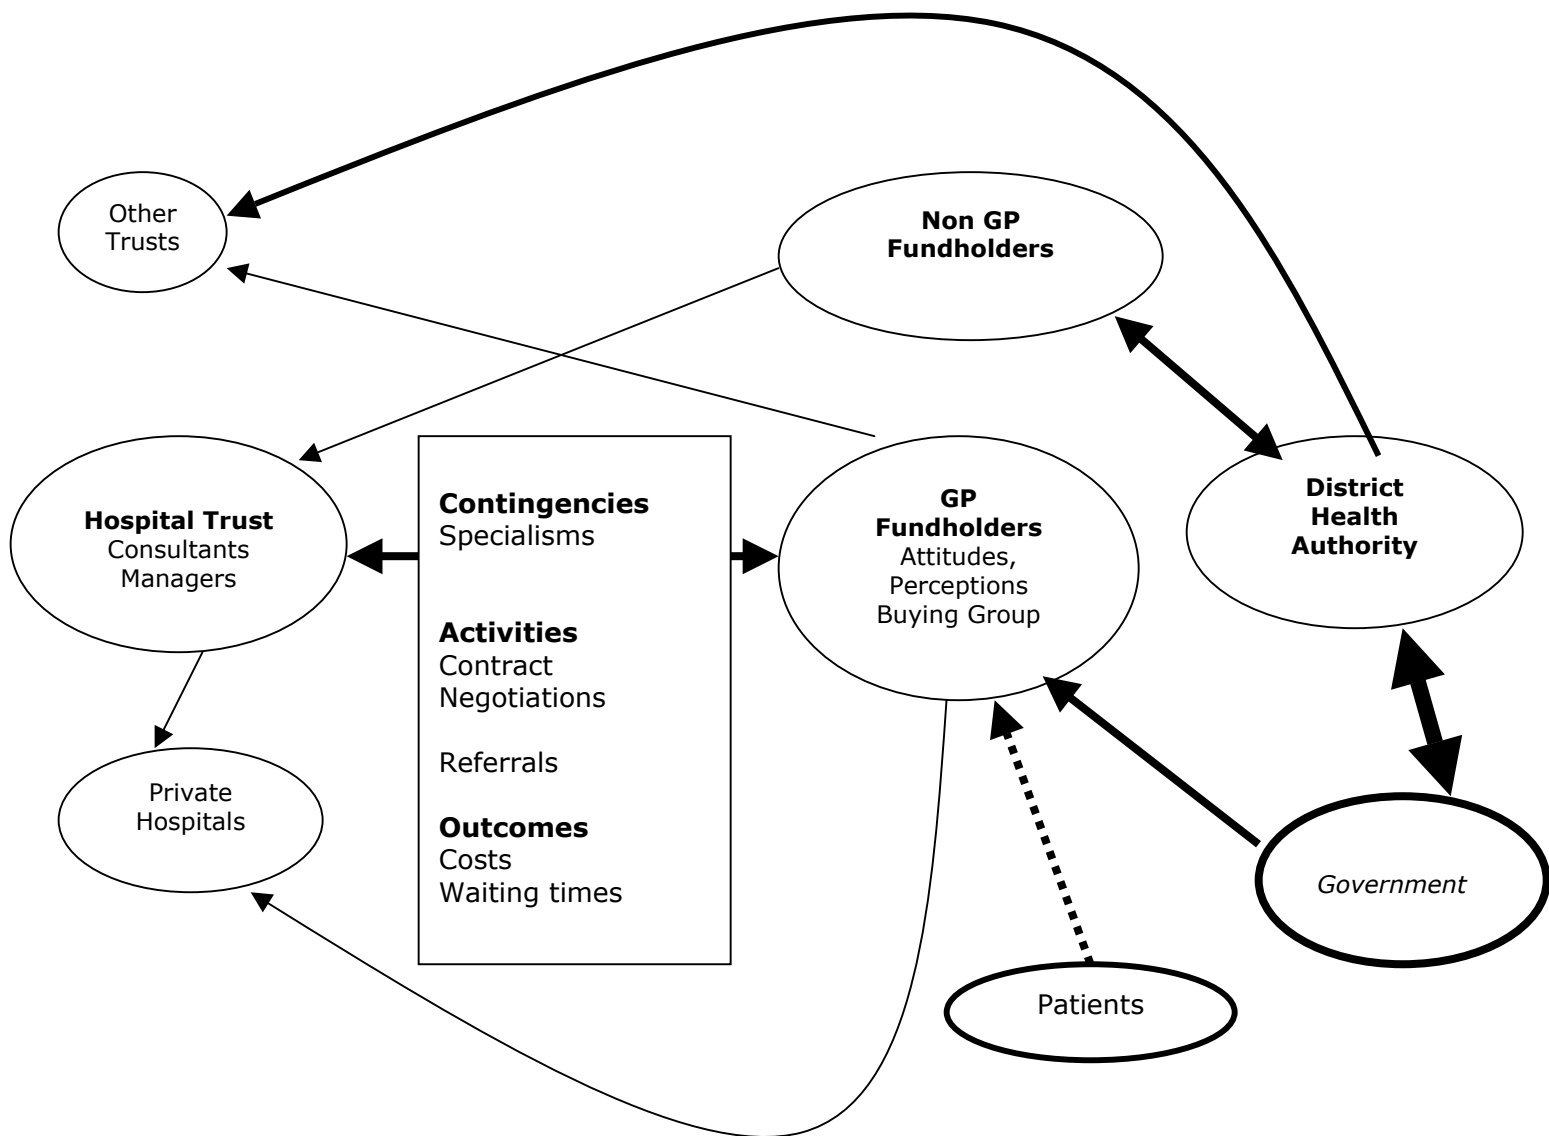 Other
Trusts
Non GP
Fundholders
Hospital Trust
Consultants
Managers
Contingencies
Specialisms
Activities
Contract
Negotiations
Referrals
Outcomes
Costs
Waiting times
GP
Fundholders
Attitudes,
Perceptions
Buying Group
District
Health
Authority
Private
Hospitals
Government
Patients